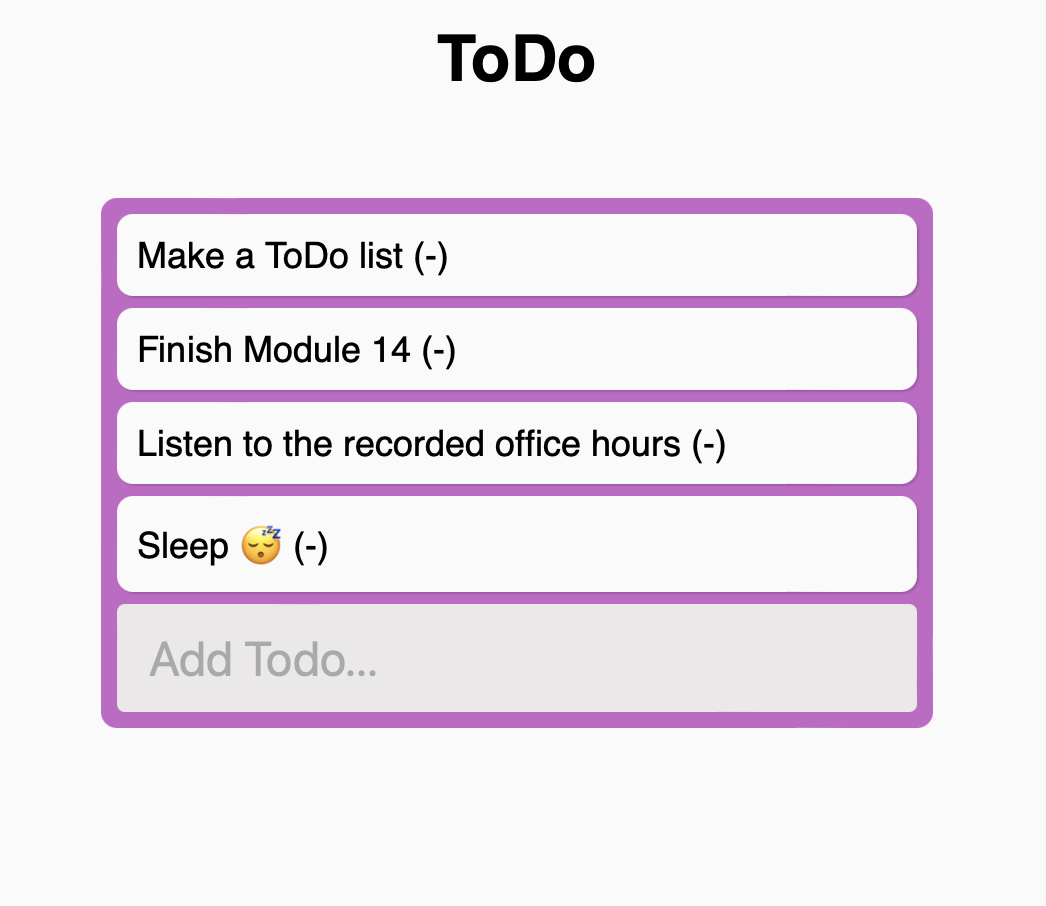 ToDo
Make a ToDo list (-)
Finish Module 14 (-)
Listen to the recorded office hours (-)
Sleep 😴 (-)
Add Todo...